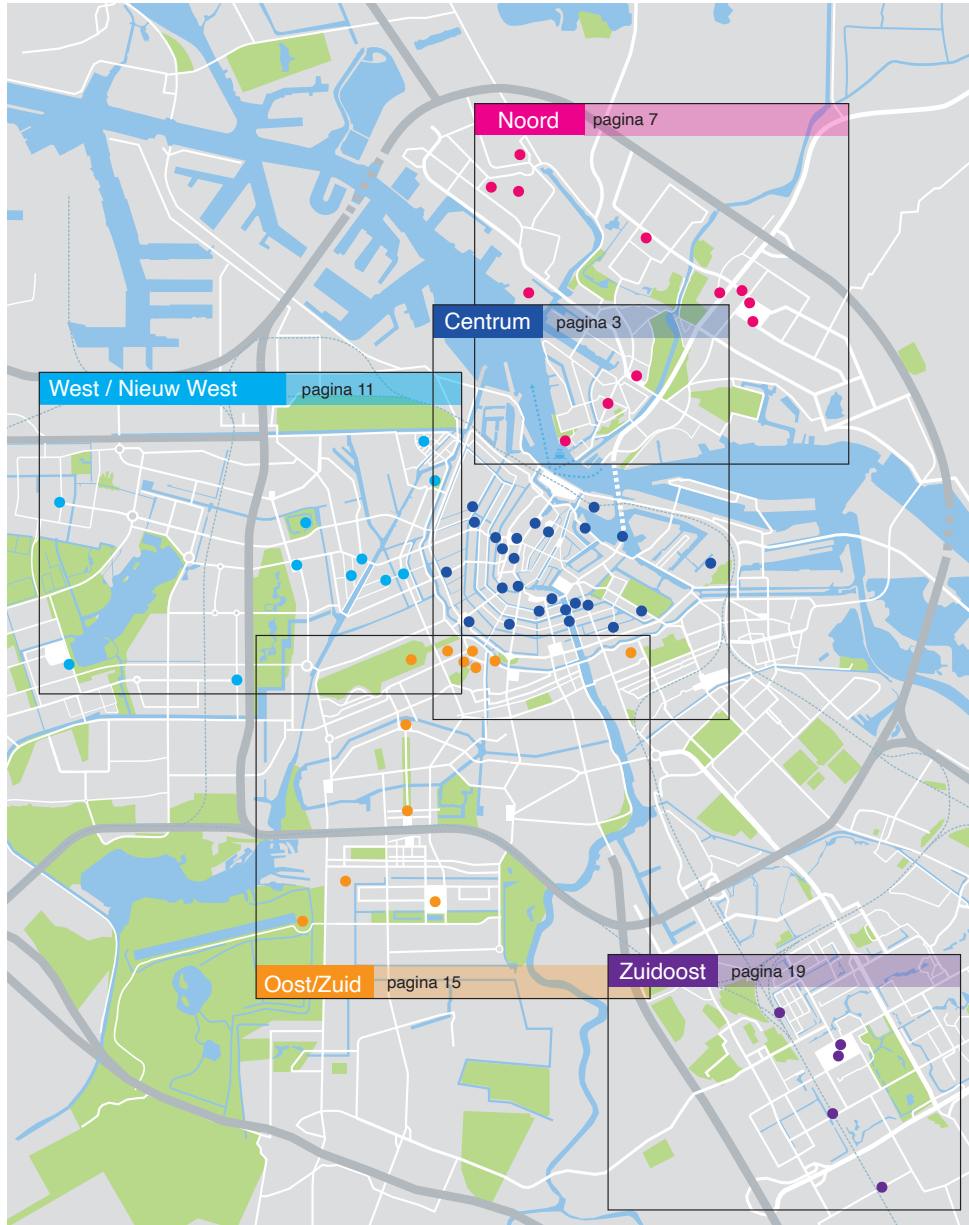 Noord pagina 7
Centrum pagina 3
West / Nieuw West pagina 11
Oost/Zuid pagina 15
Zuidoost pagina 19